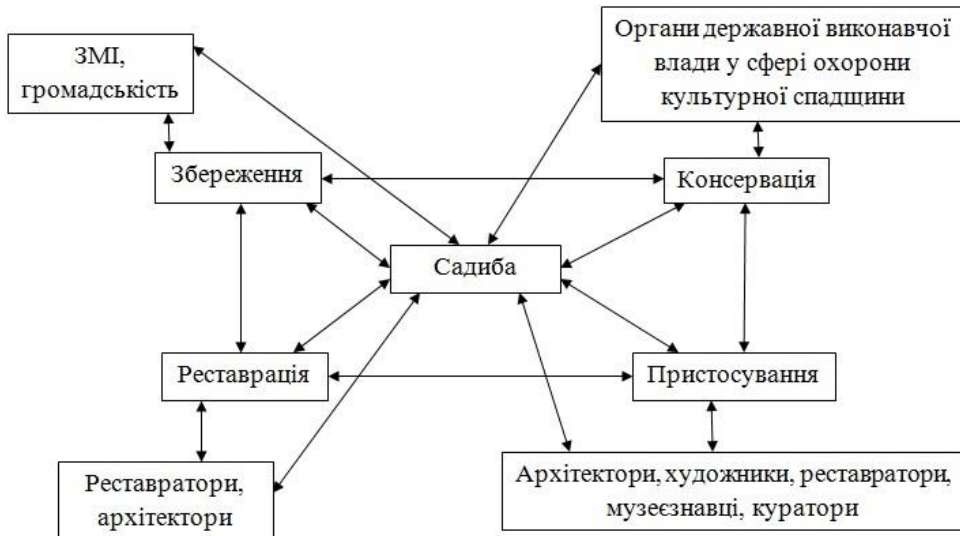 ЗМІ,
громадськість
Органи державної виконавчої
влади у сфері охорони
культурної спадщини
Збереження
Консервація
Садиба
Реставрація
Пристосування
Реставратори,
архітектори
Архітектори, художники, реставратори,
музеєзнавці, куратори